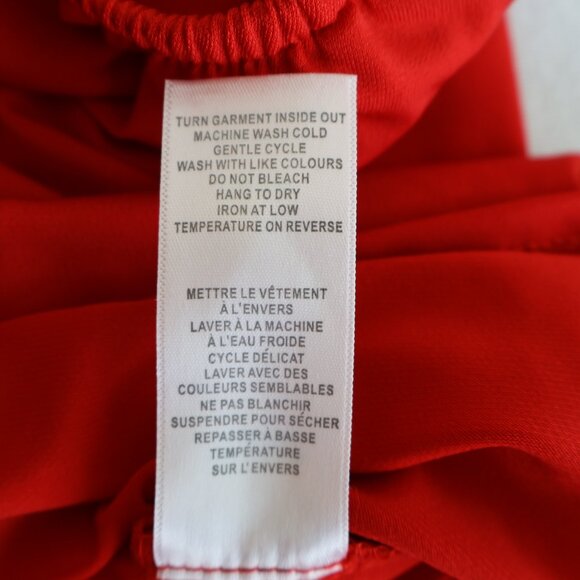 TURN GARMENT INSIDE OUT
MACHINE WASH COLD
GENTLE CYCLE
WASH WITH LIKE COLOURS
DO NOT BLEACH
HANG TO DRY
IRON AT LOW
TEMPERATURE ON REVERSE
METTRE LE VÊTEMENT
À L'ENVERS
LAVER À LA MACHINE
À L'EAU FROIDE
CYCLE DÉLICAT
LAVER AVEC DES
COULEURS SEMBLABLES
NE PAS BLANCHIR
SUSPENDRE POUR SÉCHER
REPASSER À BASSE
TEMPÉRATURE
SUR L'ENVERS